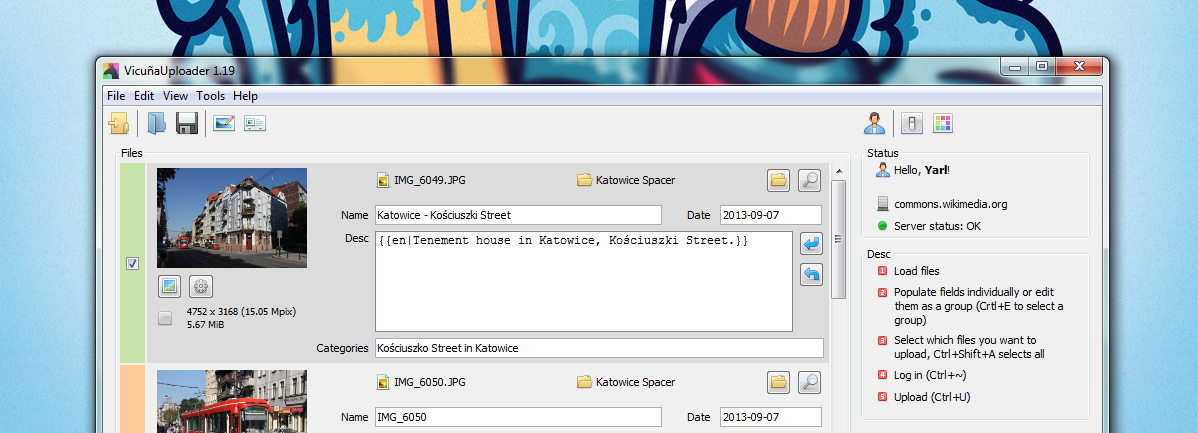 VicuñaUploader 1.19
File Edit View Tools Help
Files
IMG_6049.JPG Katowice Spacer
Name Katowice - Kościuszki Street Date 2013-09-07
Desc {{en|Tenement house in Katowice, Kościuszki Street.}}
4752 x 3168 (15.05 Mpix)
5.67 MiB
Categories Kościuszko Street in Katowice
IMG_6050.JPG Katowice Spacer
Name IMG_6050 Date 2013-09-07
Status
Hello, Yarl!
commons.wikimedia.org
Server status: OK
Desc
1 Load files
2 Populate fields individually or edit
them as a group (Crtl+E to select a
group)
3 Select which files you want to
upload, Ctrl+Shift+A selects all
4 Log in (Ctrl+~)
5 Upload (Ctrl+U)